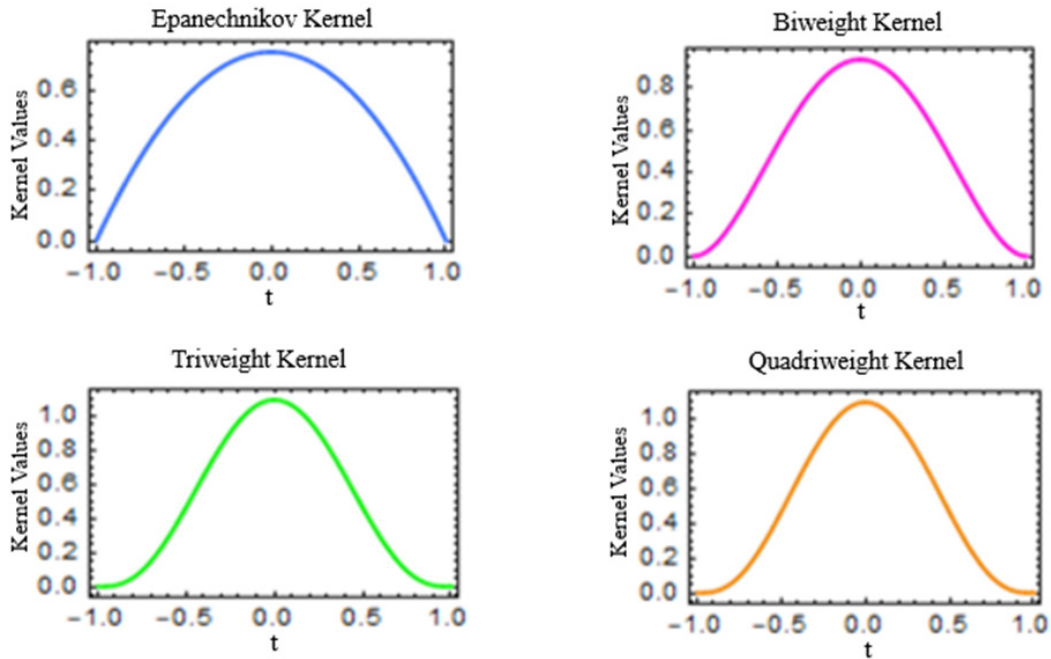 Epanechnikov Kernel
Kernel Values
0.6
0.4
0.2
0.0
−1.0 −0.5 0.0 0.5 1.0
t
Biweight Kernel
Kernel Values
0.8
0.6
0.4
0.2
0.0
−1.0 −0.5 0.0 0.5 1.0
t
Triweight Kernel
Kernel Values
1.0
0.8
0.6
0.4
0.2
0.0
−1.0 −0.5 0.0 0.5 1.0
t
Quadriweight Kernel
Kernel Values
1.0
0.8
0.6
0.4
0.2
0.0
−1.0 −0.5 0.0 0.5 1.0
t